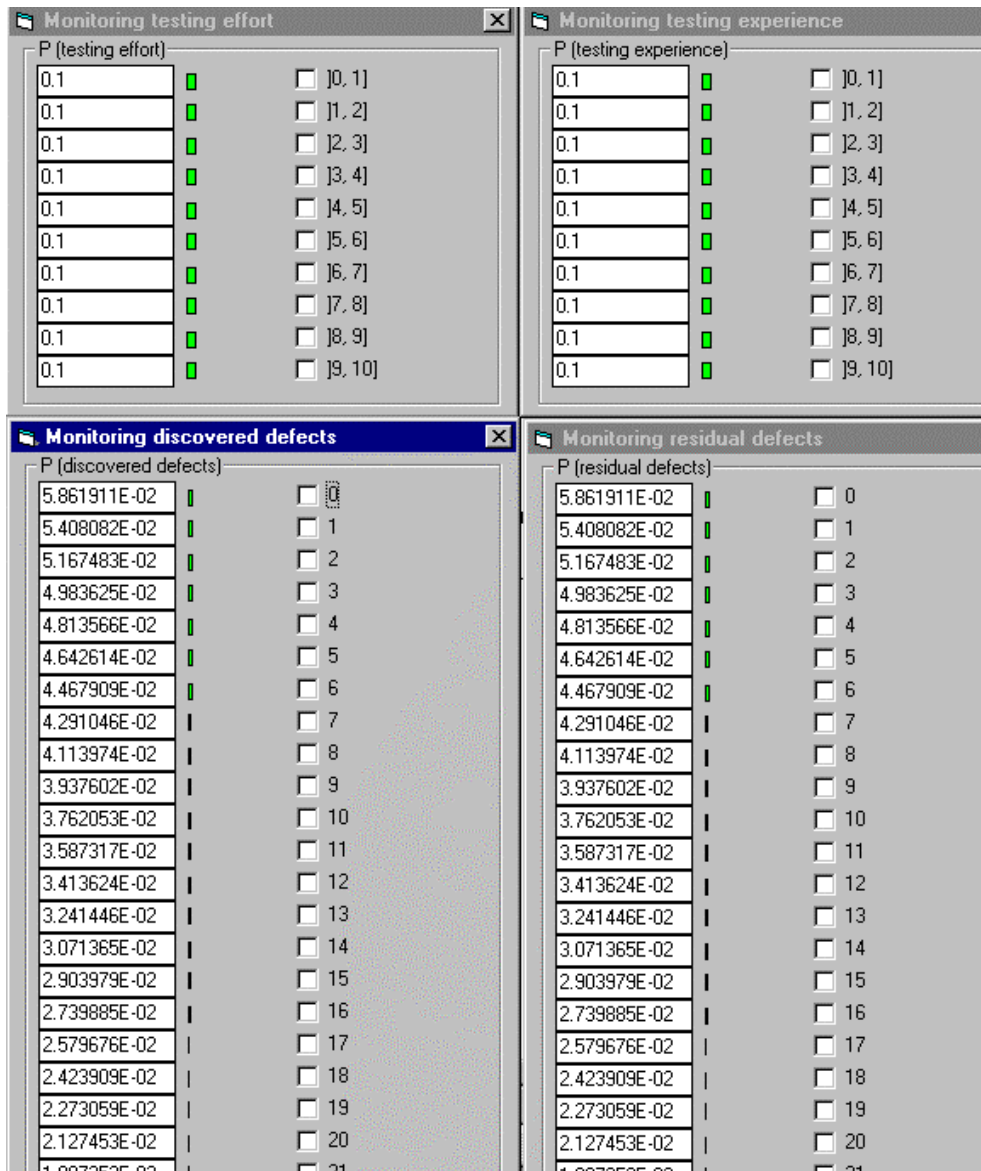 Monitoring testing effort
P (testing effort)
0.1 ]0, 1]
0.1 ]1, 2]
0.1 ]2, 3]
0.1 ]3, 4]
0.1 ]4, 5]
0.1 ]5, 6]
0.1 ]6, 7]
0.1 ]7, 8]
0.1 ]8, 9]
0.1 ]9, 10]
Monitoring testing experience
P (testing experience)
0.1 ]0, 1]
0.1 ]1, 2]
0.1 ]2, 3]
0.1 ]3, 4]
0.1 ]4, 5]
0.1 ]5, 6]
0.1 ]6, 7]
0.1 ]7, 8]
0.1 ]8, 9]
0.1 ]9, 10]
Monitoring discovered defects
P (discovered defects)
5.861911E-02 0
5.408082E-02 1
5.167483E-02 2
4.983625E-02 3
4.813566E-02 4
4.642614E-02 5
4.467909E-02 6
4.291046E-02 7
4.113974E-02 8
3.937602E-02 9
3.762053E-02 10
3.587317E-02 11
3.413624E-02 12
3.241446E-02 13
3.071365E-02 14
2.903979E-02 15
2.739885E-02 16
2.579676E-02 17
2.423909E-02 18
2.273059E-02 19
2.127453E-02 20
21
Monitoring residual defects
P (residual defects)
5.861911E-02 0
5.408082E-02 1
5.167483E-02 2
4.983625E-02 3
4.813566E-02 4
4.642614E-02 5
4.467909E-02 6
4.291046E-02 7
4.113974E-02 8
3.937602E-02 9
3.762053E-02 10
3.587317E-02 11
3.413624E-02 12
3.241446E-02 13
3.071365E-02 14
2.903979E-02 15
2.739885E-02 16
2.579676E-02 17
2.423909E-02 18
2.273059E-02 19
2.127453E-02 20
21